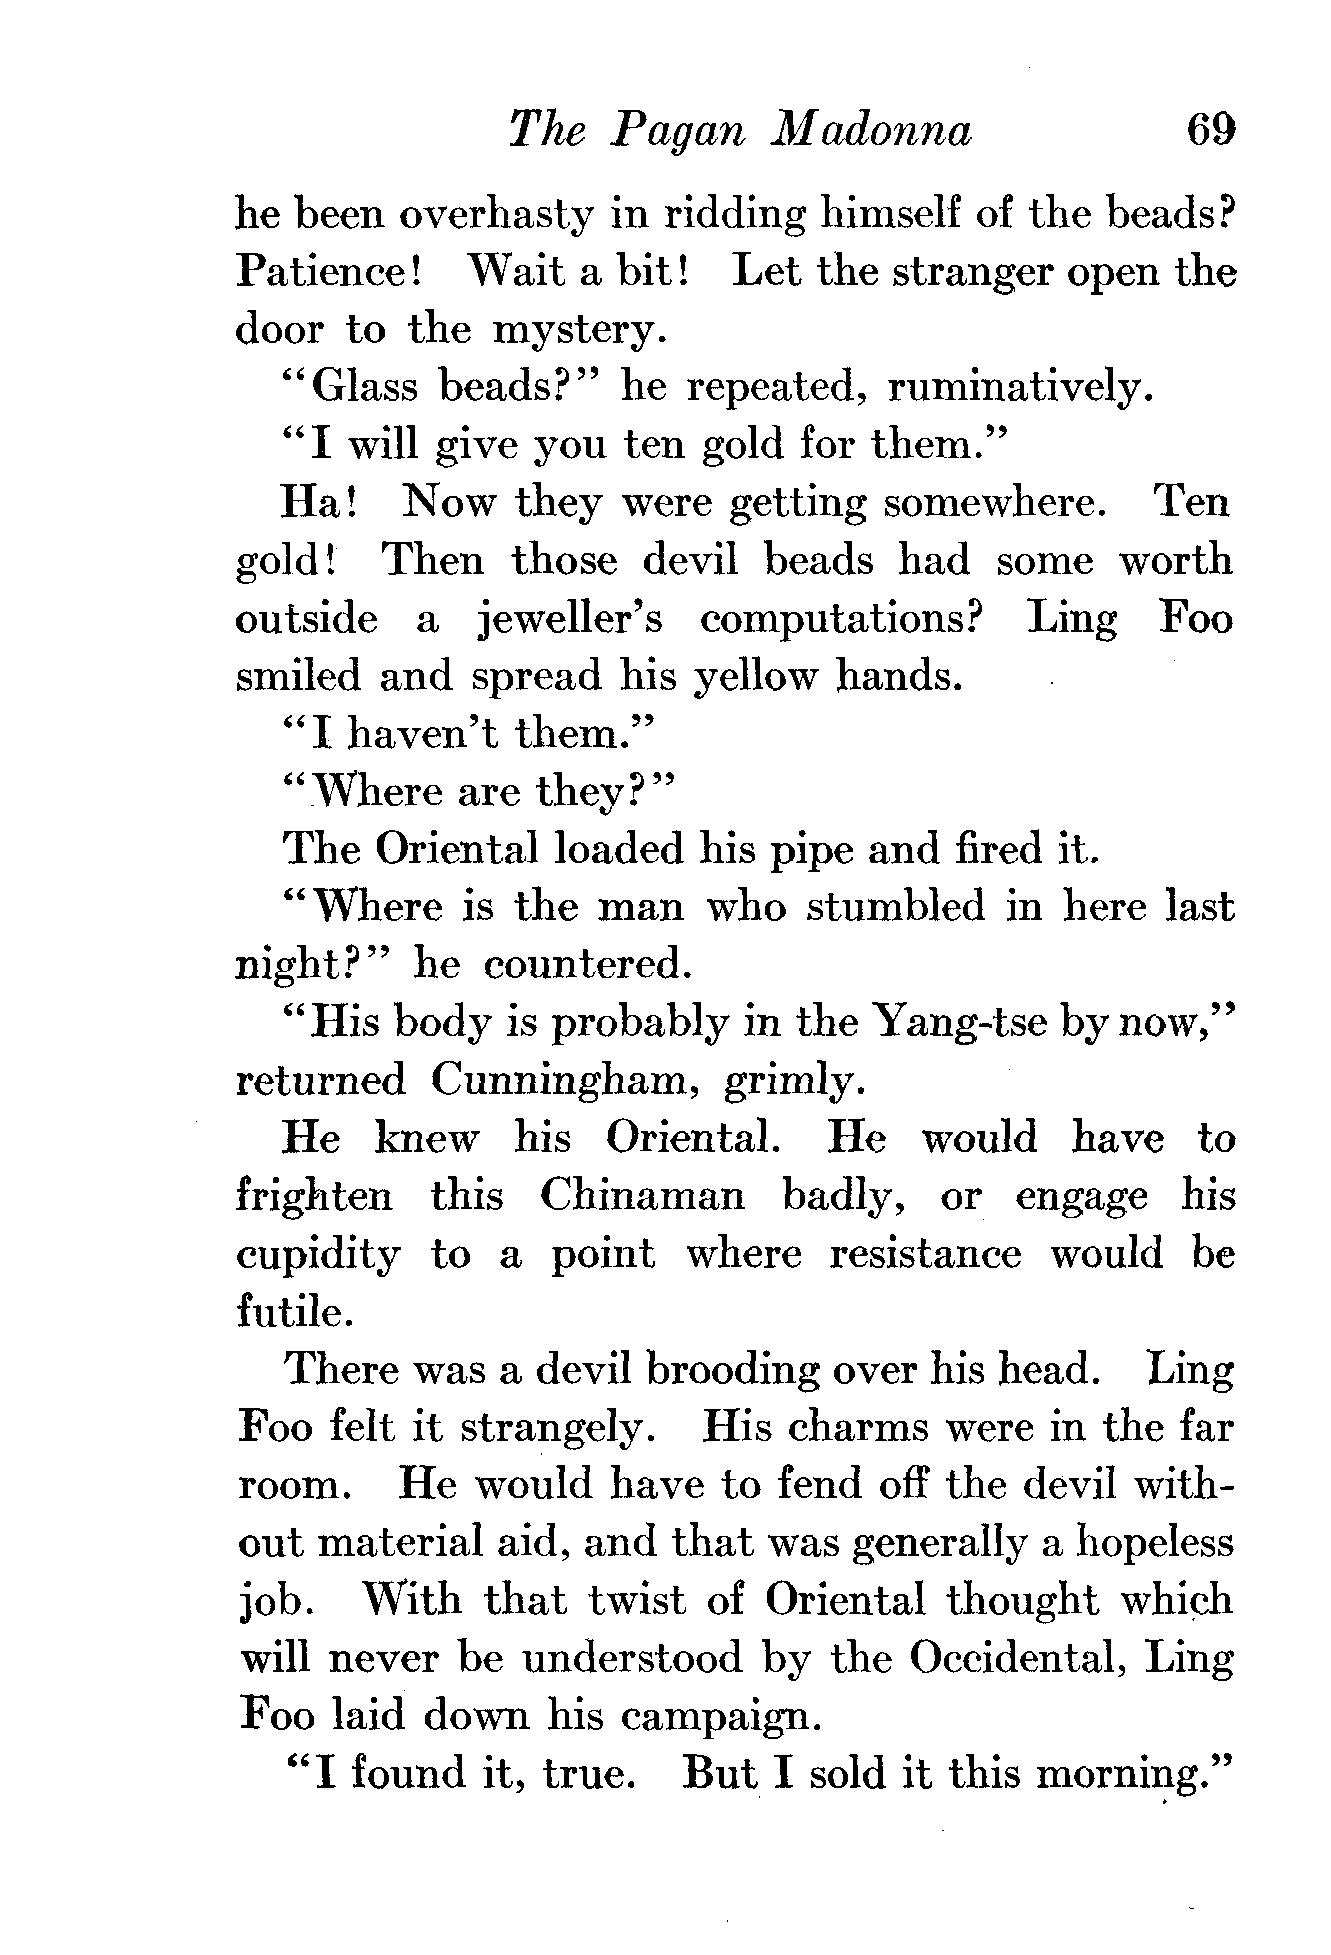 The Pagan Madonna 69
he been overhasty in ridding himself of the beads?
Patience! Wait a bit! Let the stranger open the
door to the mystery.
"Glass beads?" he repeated, ruminatively.
"I will give you ten gold for them."
Ha! Now they were getting somewhere. Ten
gold! Then those devil beads had some worth
outside a jeweller's computations? Ling Foo
smiled and spread his yellow hands.
"I haven't them."
"Where are they?"
The Oriental loaded his pipe and fired it.
"Where is the man who stumbled in here last
night?" he countered.
"His body is probably in the Yang-tse by now,"
returned Cunningham, grimly.
He knew his Oriental. He would have to
frighten this Chinaman badly, or engage his
cupidity to a point where resistance would be
futile.
There was a devil brooding over his head. Ling
Foo felt it strangely. His charms were in the far
room. He would have to fend off the devil with-
out material aid, and that was generally a hopeless
job. With that twist of Oriental thought which
will never be understood by the Occidental, Ling
Foo laid down his campaign.
"I found it, true. But I sold it this morning."